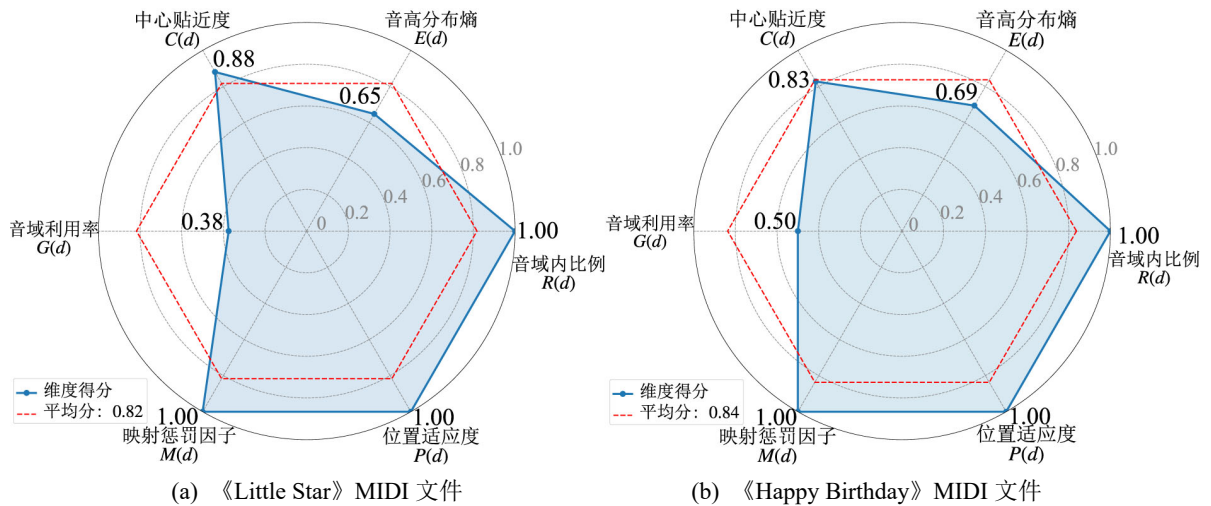 中心贴近度
C(d)
音高分布熵
E(d)
0.88
0.65
1.0
0.8
0.6
0.4
0.2
0
音域利用率
G(d)
0.38
1.00
音域内比例
R(d)
维度得分
平均分：0.82
1.00
映射惩罚因子
M(d)
1.00
位置适应度
P(d)
(a) 《Little Star》MIDI 文件
中心贴近度
C(d)
音高分布熵
E(d)
0.83
0.69
1.0
0.8
0.6
0.4
0.2
0
音域利用率
G(d)
0.50
1.00
音域内比例
R(d)
维度得分
平均分：0.84
1.00
映射惩罚因子
M(d)
1.00
位置适应度
P(d)
(b) 《Happy Birthday》MIDI 文件